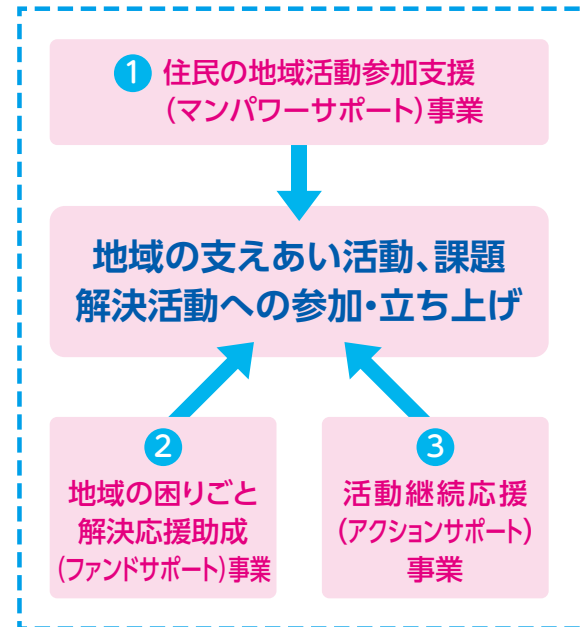 1 住民の地域活動参加支援
(マンパワーサポート)事業
地域の支えあい活動、課題
解決活動への参加・立ち上げ
2
地域の困りごと
解決応援助成
(ファンドサポート)事業
3
活動継続応援
(アクションサポート)
事業